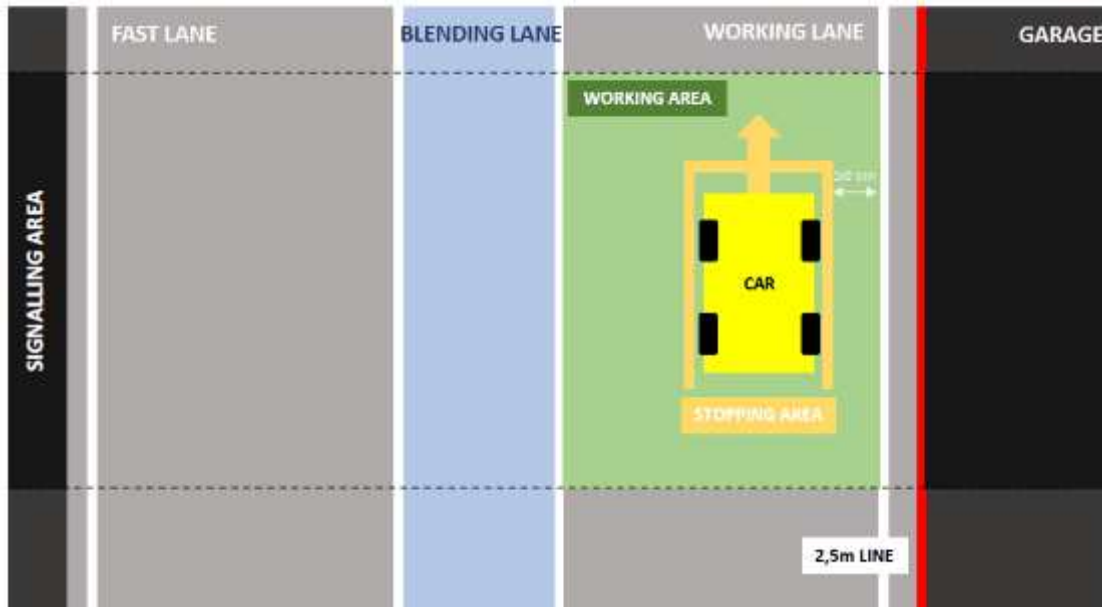 FAST LANE
BLENDING LANE
WORKING LANE
GARAGE
WORKING AREA
SIGNALLING AREA
CAR
STOPPING AREA
2,5m LINE